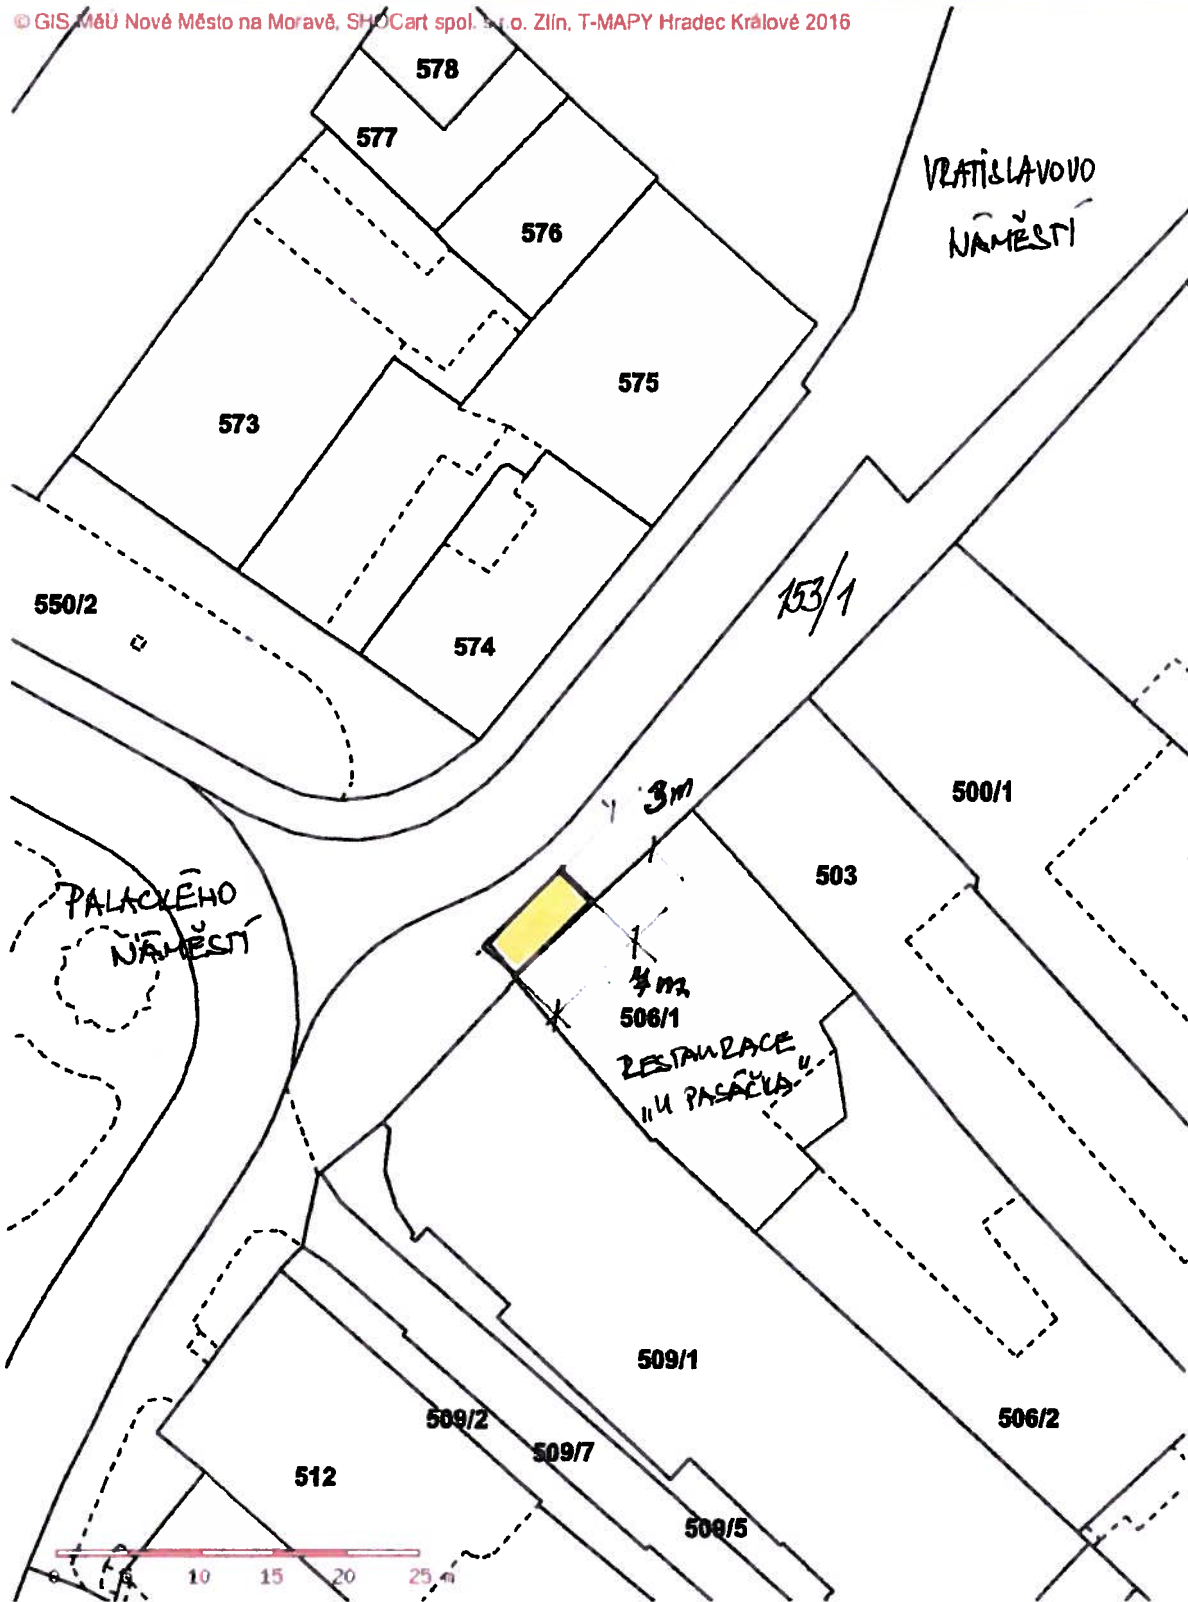 © GIS MěÚ Nové Město na Moravě, SHOCart spol. s r.o. Zlín, T-MAPY Hradec Králové 2016
578
577
VRATISLAVOVO
NÁMĚSTÍ
576
575
573
153/1
550/2
574
3m
500/1
503
PALACKÉHO
NÁMĚSTÍ
4m
506/1
RESTAURACE
„U PASÁČKA"
509/1
506/2
509/2
509/7
512
509/5
0 5 10 15 20 25 m